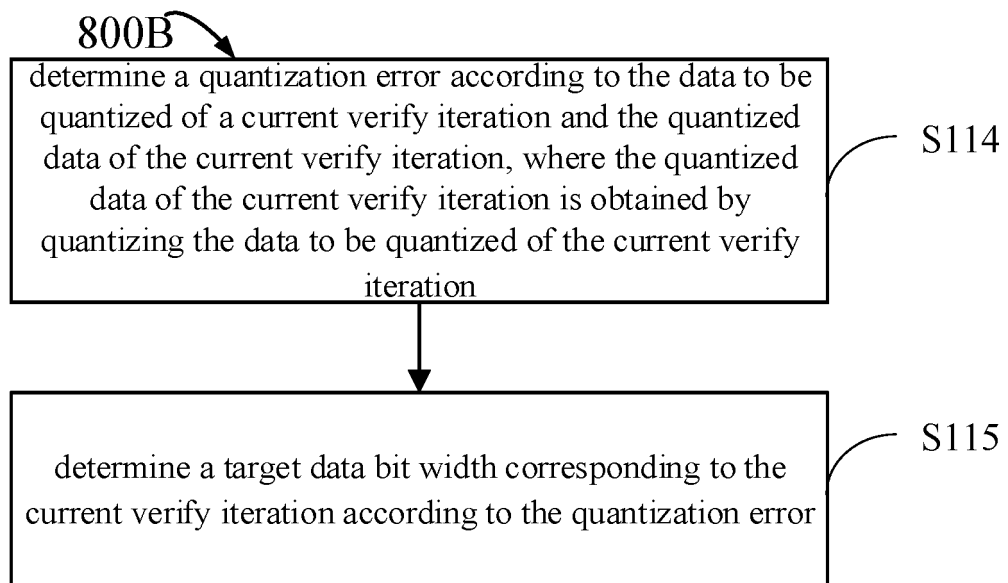 800B
determine a quantization error according to the data to be
quantized of a current verify iteration and the quantized
data of the current verify iteration, where the quantized
data of the current verify iteration is obtained by
quantizing the data to be quantized of the current verify
iteration
S114
determine a target data bit width corresponding to the
current verify iteration according to the quantization error
S115